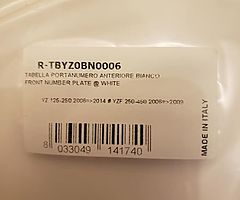 R-TBYZ0BN0006
TABELLA PORTANUMERO ANTERIORE BIANCO
FRONT NUMBER PLATE @ WHITE
YZ 125-250 2006=>2014 # YZF 250-450 2006=>2009
MADE IN ITALY
8 033049 141740